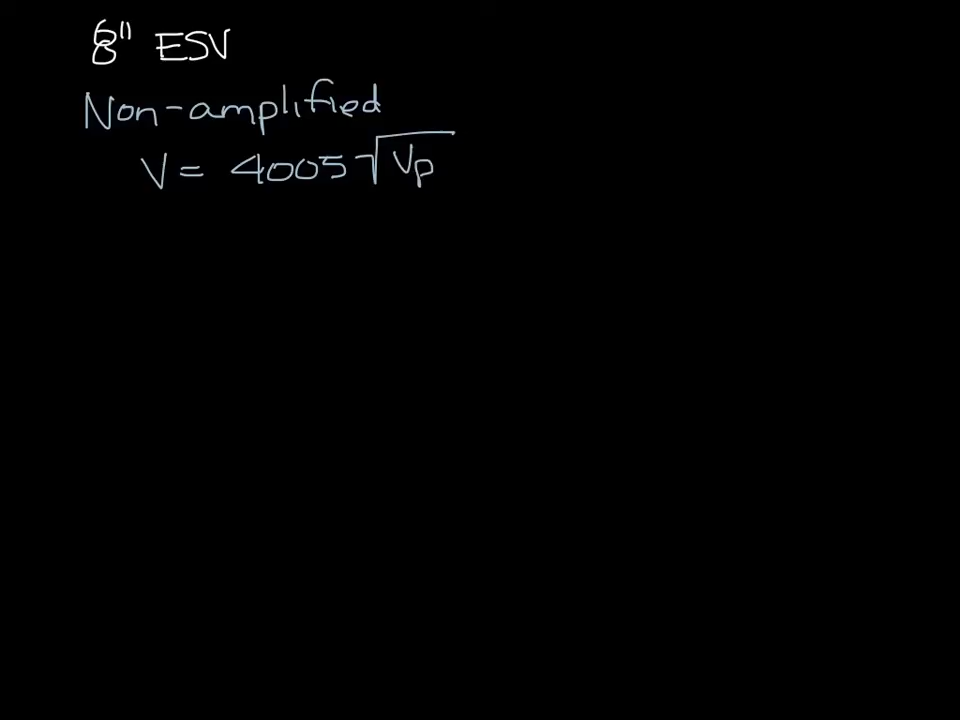 8" ESV
Non-amplified
V = 4005√Vp